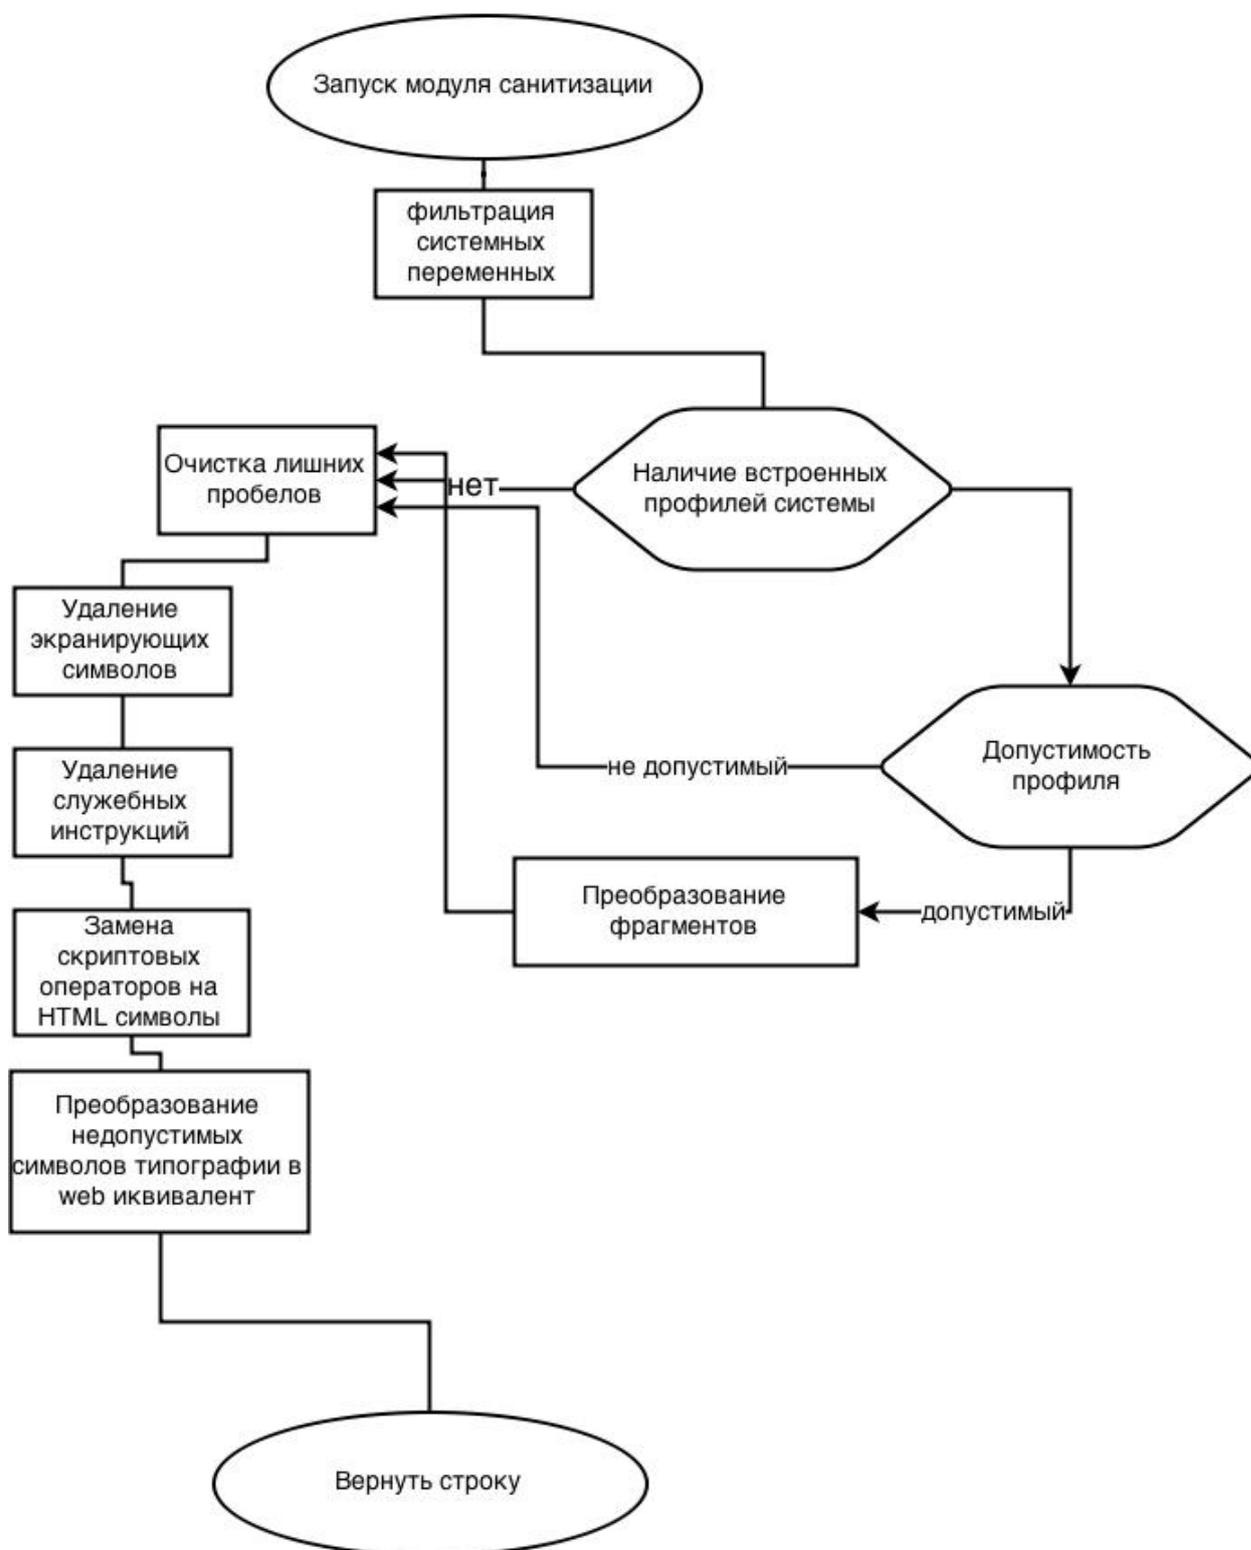 Запуск модуля санитизации
фильтрация
системных
переменных
Очистка лишних
пробелов
нет
Наличие встроенных
профилей системы
Удаление
экранирующих
символов
Удаление
служебных
инструкций
не допустимый
Допустимость
профиля
Преобразование
фрагментов
допустимый
Замена
скриптовых
операторов на
HTML символы
Преобразование
недопустимых
символов типографии в
web иквивалент
Вернуть строку